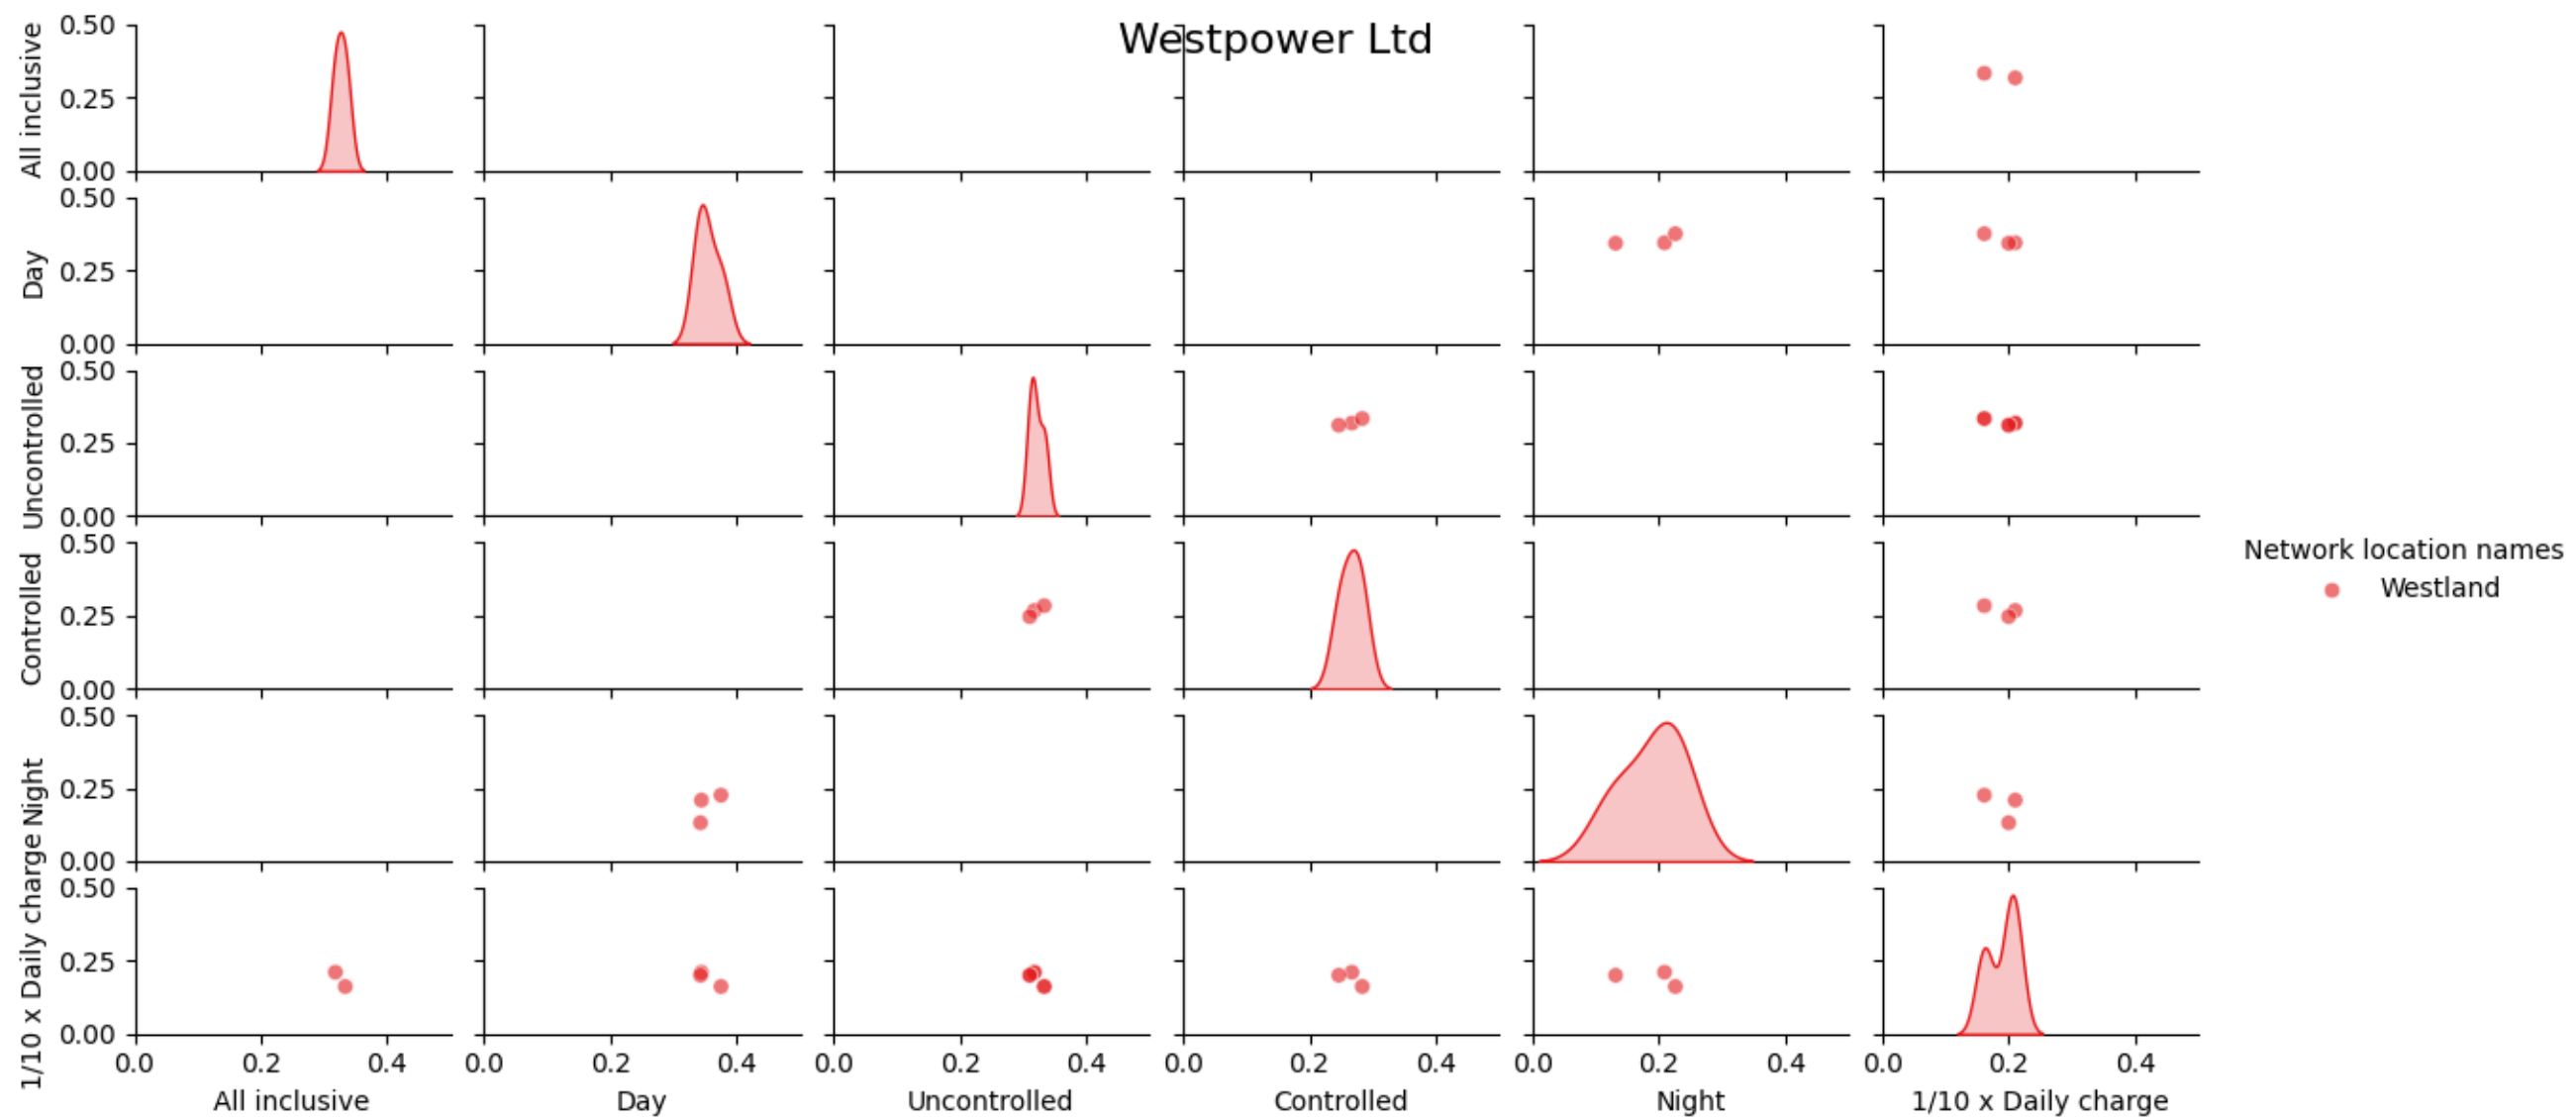 Westpower Ltd
All inclusive
0.50
0.25
0.00
Day
0.50
0.25
0.00
Uncontrolled
0.50
0.25
0.00
Controlled
0.50
0.25
0.00
Night
0.50
0.25
0.00
1/10 x Daily charge
0.50
0.25
0.00
0.0 0.2 0.4 0.0 0.2 0.4 0.0 0.2 0.4 0.0 0.2 0.4 0.0 0.2 0.4 0.0 0.2 0.4
All inclusive Day Uncontrolled Controlled Night 1/10 x Daily charge
Network location names
Westland